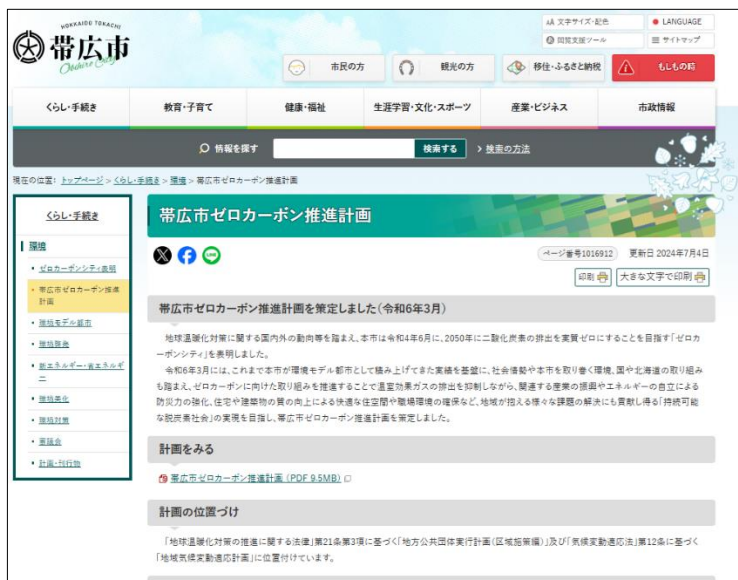 HOKKAIDO TOKACHI
帯広市
Obihiro City
文字サイズ・配色
LANGUAGE
閲覧支援ツール
サイトマップ
市民の方
観光の方
移住・ふるさと納税
もしもの時
くらし・手続き
教育・子育て
健康・福祉
生涯学習・文化・スポーツ
産業・ビジネス
市政情報
情報を探す
検索する
検索の方法
現在の位置： トップページ > くらし・手続き > 環境 > 帯広市ゼロカーボン推進計画
くらし・手続き
環境
ゼロカーボンシティ表明
帯広市ゼロカーボン推進
計画
環境モデル都市
環境啓発
新エネルギー・省エネルギ
ー
環境美化
環境対策
審議会
計画・刊行物
帯広市ゼロカーボン推進計画
LINE
ページ番号1016912
更新日 2024年7月4日
印刷
大きな文字で印刷
帯広市ゼロカーボン推進計画を策定しました（令和6年3月）
地球温暖化対策に関する国内外の動向等を踏まえ、本市は令和4年6月に、2050年に二酸化炭素の排出を実質ゼロにすることを目指す「ゼロカ
ーボンシティ」を表明しました。
令和6年3月には、これまで本市が環境モデル都市として積み上げてきた実績を基盤に、社会情勢や本市を取り巻く環境、国や北海道の取り組み
も踏まえ、ゼロカーボンに向けた取り組みを推進することで温室効果ガスの排出を抑制しながら、関連する産業の振興やエネルギーの自立による
防災力の強化、住宅や建築物の質の向上による快適な住空間や職場環境の確保など、地域が抱える様々な課題の解決にも貢献し得る「持続可能
な脱炭素社会」の実現を目指し、帯広市ゼロカーボン推進計画を策定しました。
計画をみる
帯広市ゼロカーボン推進計画 （PDF 9.5MB）
計画の位置づけ
「地球温暖化対策の推進に関する法律」第21条第3項に基づく「地方公共団体実行計画（区域施策編）」及び「気候変動適応法」第12条に基づく
「地域気候変動適応計画」に位置付けています。